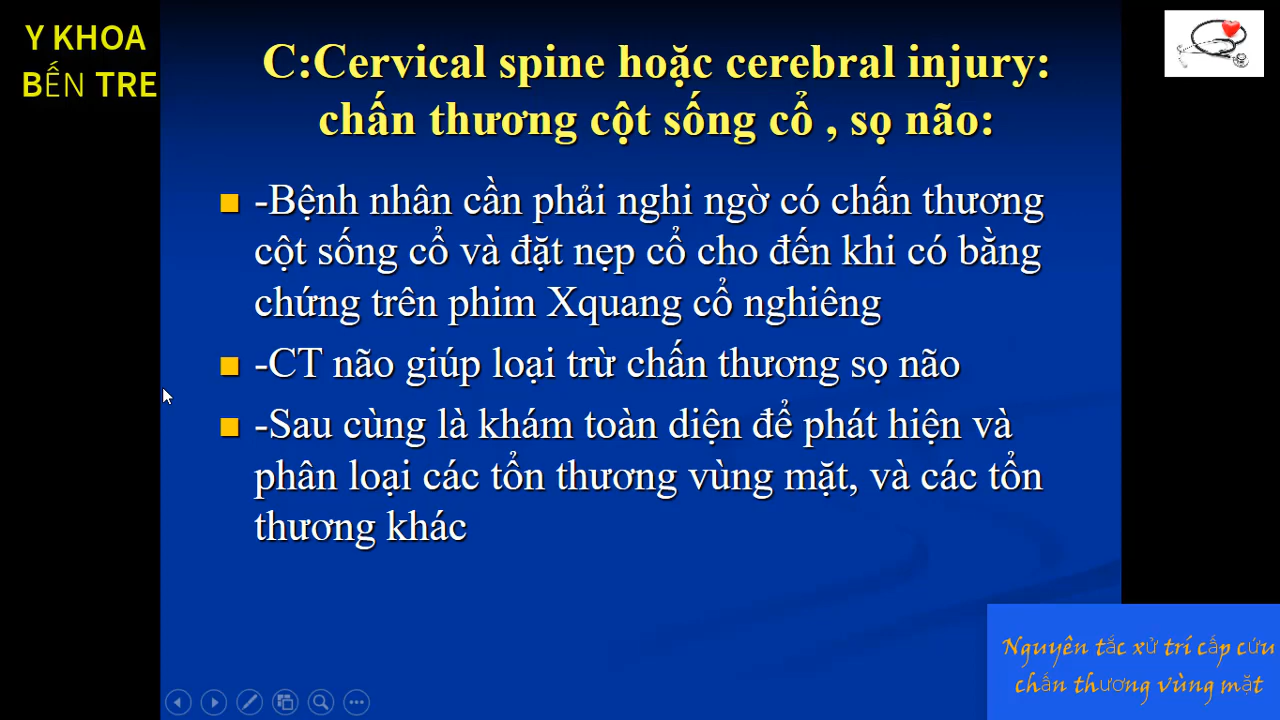 Y KHOA
BẾN TRE
C:Cervical spine hoặc cerebral injury:
chấn thương cột sống cổ , sọ não:
-Bệnh nhân cần phải nghi ngờ có chấn thương
cột sống cổ và đặt nẹp cổ cho đến khi có bằng
chứng trên phim Xquang cổ nghiêng
-CT não giúp loại trừ chấn thương sọ não
-Sau cùng là khám toàn diện để phát hiện và
phân loại các tổn thương vùng mặt, và các tổn
thương khác
Nguyên tắc xử trí cấp cứu
chấn thương vùng mặt